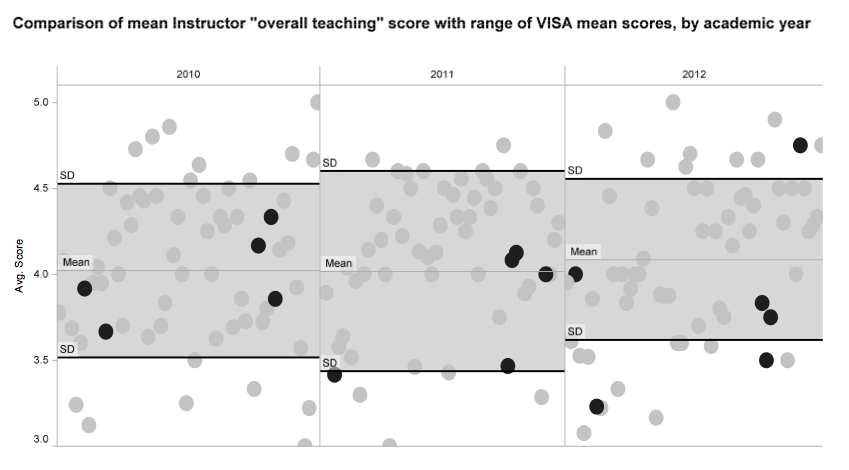 Comparison of mean Instructor "overall teaching" score with range of VISA mean scores, by academic year
2010
2011
2012
5.0
4.5
4.0
3.5
3.0
Avg. Score
SD
Mean
SD
SD
Mean
SD
SD
Mean
SD